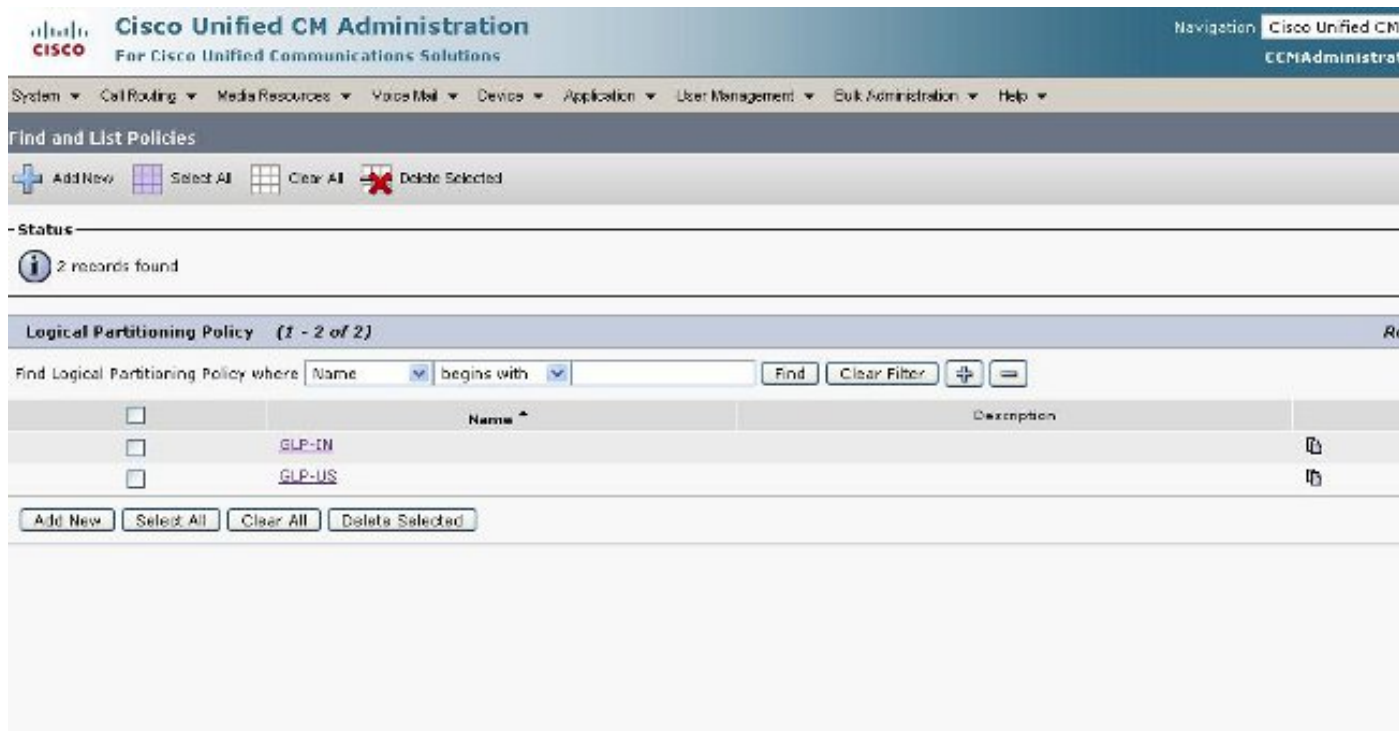 CISCO
Cisco Unified CM Administration
For Cisco Unified Communications Solutions
Navigation Cisco Unified CM
CCMAdministrat
System Call Routing Media Resources Voice Mail Device Application User Management Bulk Administration Help
Find and List Policies
Add New Select All Clear All Delete Selected
Status
2 records found
Logical Partitioning Policy (1 - 2 of 2) Ro
Find Logical Partitioning Policy where Name begins with Find Clear Filter
Name Description
GLP-IN
GLP-US
Add New Select All Clear All Delete Selected